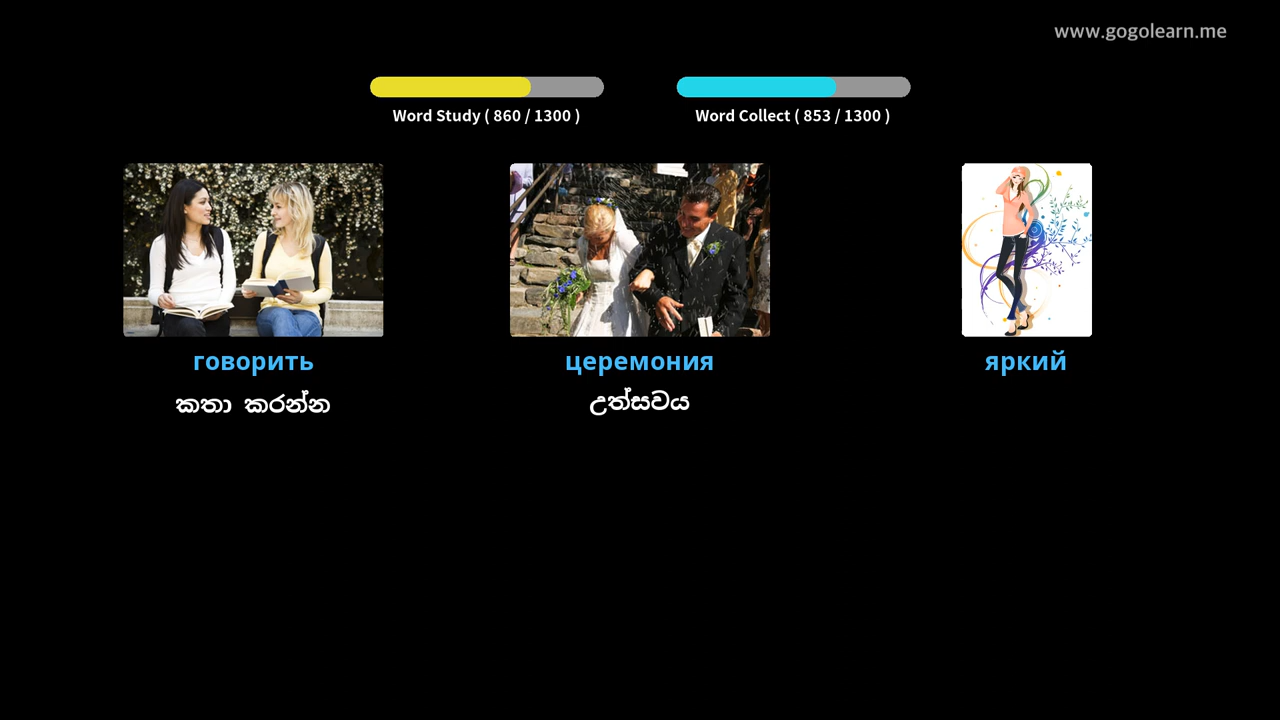 www.gogolearn.me
Word Study ( 860 / 1300 )
Word Collect ( 853 / 1300 )
говорить
церемония
яркий
කතා කරන්න
උත්සවය